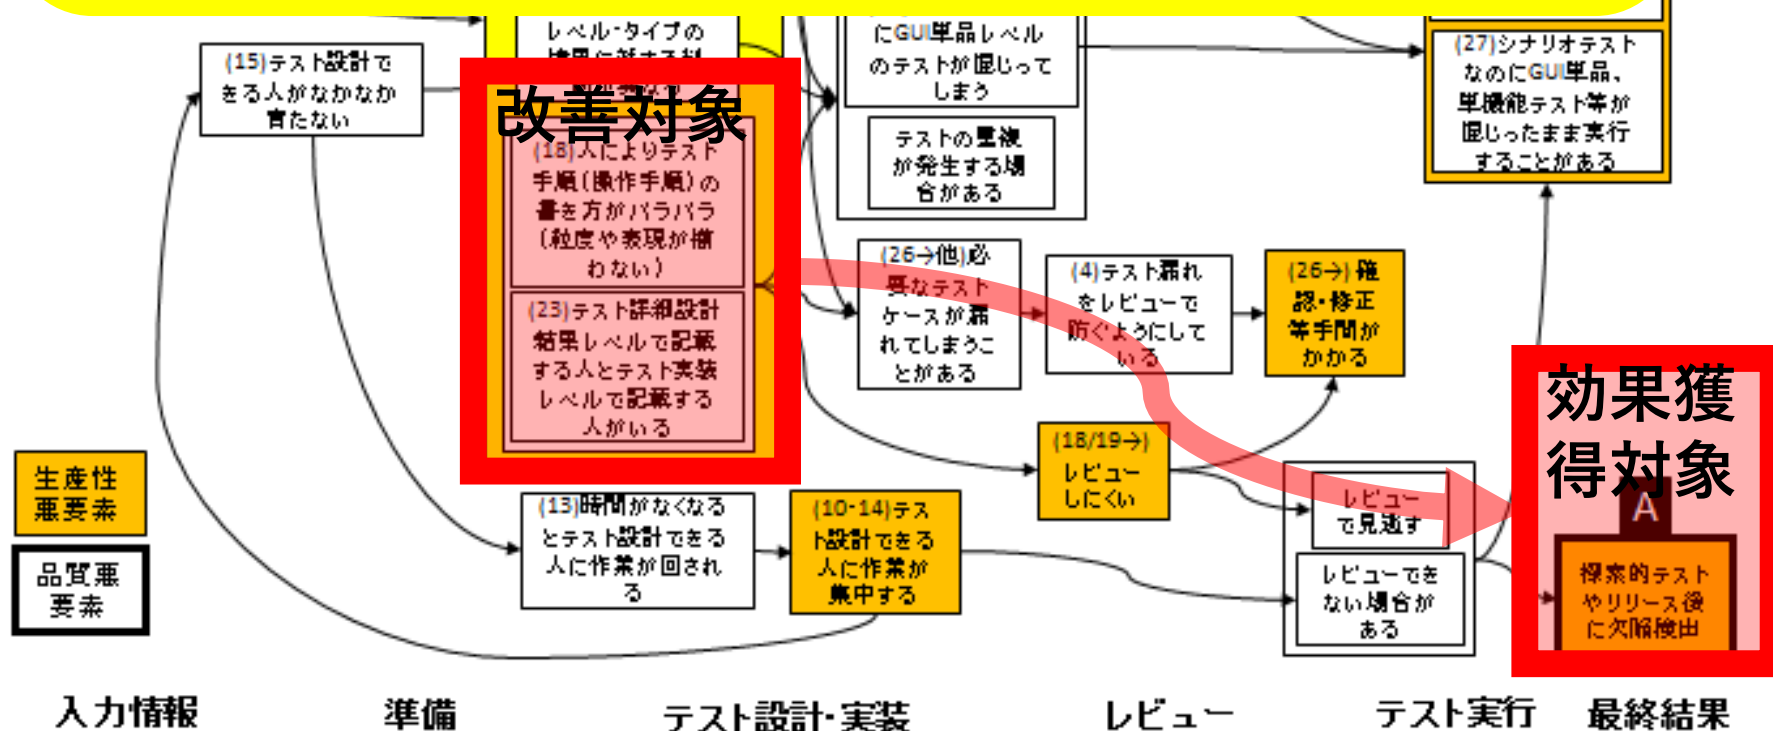 レベル・タイプの
(15)テスト設計で
きる人がなかなか
育たない
改善対象
(18)人によりテスト
手順(操作手順)の
書き方がバラバラ
(粒度や表現が揃
わない)
(23)テスト詳細設計
結果レベルで記載
する人とテスト実装
レベルで記載する
人がいる
にGUI単品レベル
のテストが混じって
しまう
テストの重複
が発生する場
合がある
(27)シナリオテスト
なのにGUI単品、
単機能テスト等が
混じったまま実行
することがある
(26→他)必
要なテスト
ケースが漏
れてしまうこ
とがある
(4)テスト漏れ
をレビューで
防ぐようにして
いる
(26→)確
認・修正
等手間が
かかる
(18/19→)
レビュー
しにくい
(13)時間がなくなる
とテスト設計できる
人に作業が回され
る
(10-14)テス
ト設計できる
人に作業が
集中する
レビュー
で見逃す
レビューでき
ない場合が
ある
効果獲
得対象
A
探索的テスト
やリリース後
に欠陥検出
生産性
悪要素
品質悪
要素
入力情報
準備
テスト設計・実装
レビュー
テスト実行
最終結果